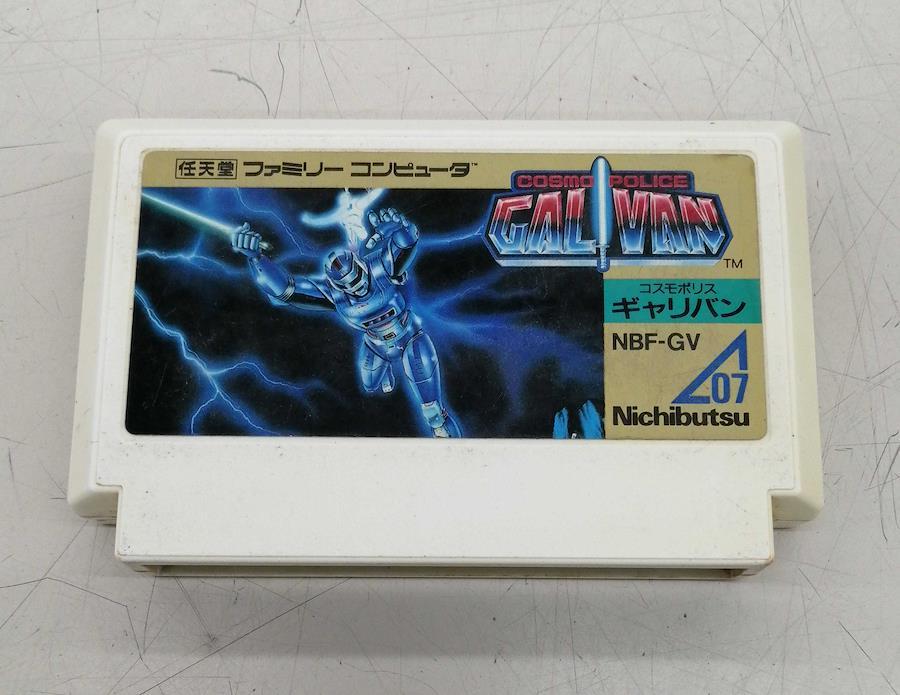 任天堂 ファミリー コンピュータ™
COSMO POLICE
GALIVAN
TM
コスモポリス
ギャリバン
NBF-GV
07
Nichibutsu